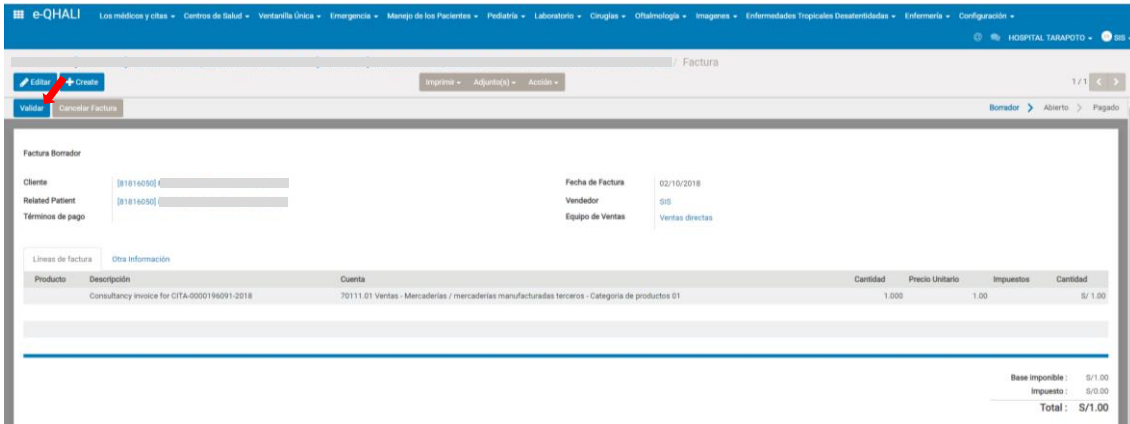 e-QHALI Los médicos y citas Centros de Salud Ventanilla Única Emergencia Manejo de los Pacientes Pediatría Laboratorio Cirugías Oftalmología Imagenes Enfermedades Tropicales Desatentidadas Enfermería Configuración
HOSPITAL TARAPOTO SIS
/ Factura
Editar Create Imprimir Adjunto(s) Acción 1 / 1
Validar Cancelar Factura Borrador Abierto Pagado
Factura Borrador
Cliente [81816050] Fecha de Factura 02/10/2018
Related Patient [81816050] Vendedor SIS
Términos de pago Equipo de Ventas Ventas directas
Líneas de factura Otra Información
Producto Descripción Cuenta Cantidad Precio Unitario Impuestos Cantidad
Consultancy invoice for CITA-0000196091-2018 70111.01 Ventas - Mercaderías / mercaderías manufacturadas terceros - Categoria de productos 01 1.000 1.00 S/ 1.00
Base imponible : S/1.00
Impuesto : S/0.00
Total : S/1.00